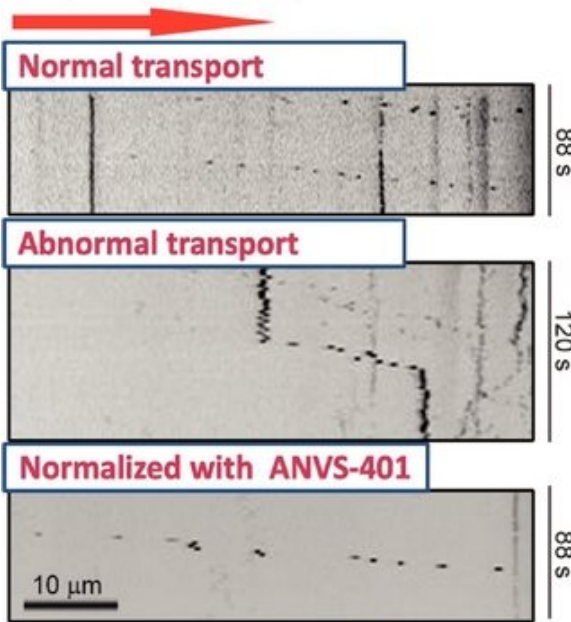 Normal transport
88 s
Abnormal transport
120 s
Normalized with ANVS-401
10 μm
88 s